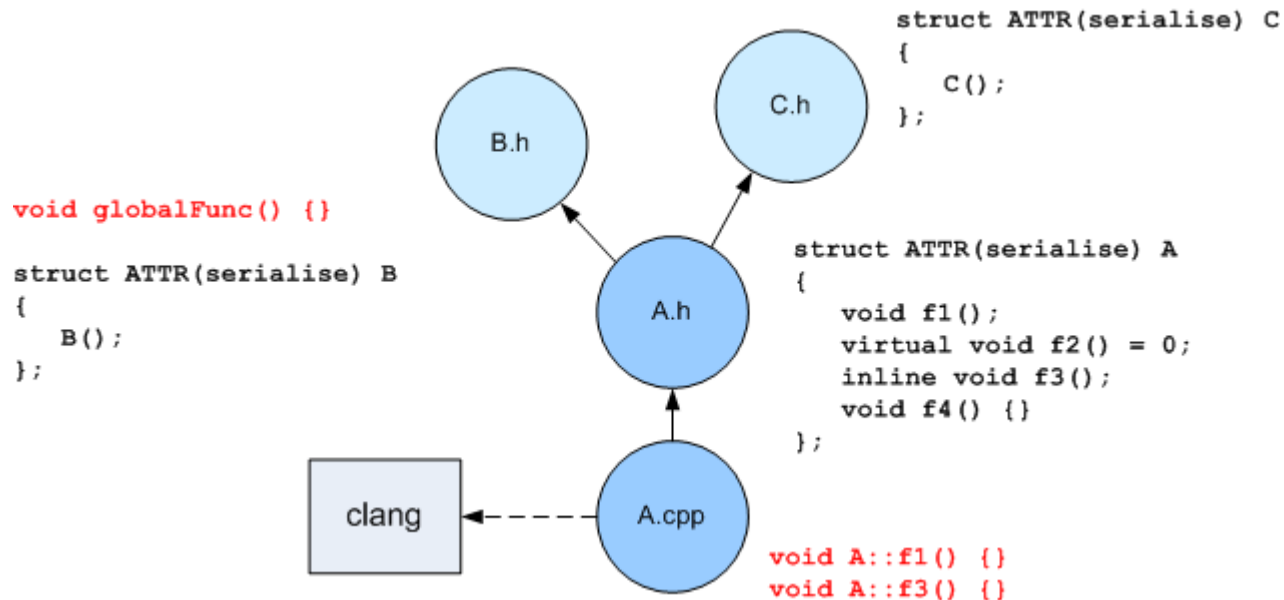 struct ATTR(serialise) C
{
   C();
};
C.h
B.h
void globalFunc() {}
struct ATTR(serialise) B
{
   B();
};
A.h
struct ATTR(serialise) A
{
   void f1();
   virtual void f2() = 0;
   inline void f3();
   void f4() {}
};
clang
A.cpp
void A::f1() {}
void A::f3() {}